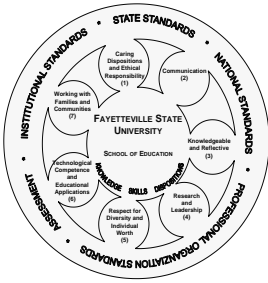 STATE STANDARDS
NATIONAL STANDARDS
PROFESSIONAL ORGANIZATION STANDARDS
ASSESSMENT
INSTITUTIONAL STANDARDS
Caring
Dispositions
and Ethical
Responsibility
(1)
Communication
(2)
Knowledgeable
and Reflective
(3)
Research
and
Leadership
(4)
Respect for
Diversity and
Individual
Worth
(5)
Technological
Competence
and
Educational
Applications
(6)
Working with
Families and
Communities
(7)
FAYETTEVILLE STATE
UNIVERSITY
SCHOOL OF EDUCATION
KNOWLEDGE SKILLS DISPOSITIONS